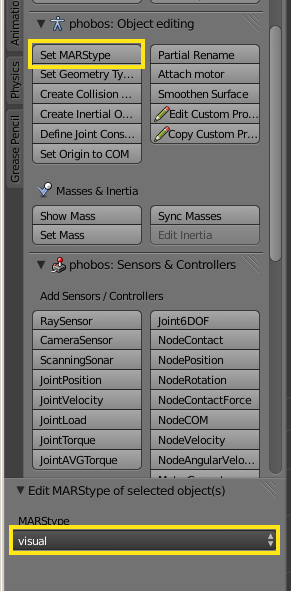 Animation
Physics
Grease Pencil
phobos: Object editing
Set MARStype
Partial Rename
Set Geometry Ty...
Attach motor
Create Collision ...
Smoothen Surface
Create Inertial O...
Edit Custom Pro...
Define Joint Cons...
Copy Custom Pr...
Set Origin to COM
Masses & Inertia
Show Mass
Sync Masses
Set Mass
Edit Inertia
phobos: Sensors & Controllers
Add Sensors / Controllers
RaySensor
Joint6DOF
CameraSensor
NodeContact
ScanningSonar
NodePosition
JointPosition
NodeRotation
JointVelocity
NodeContactForce
JointLoad
NodeCOM
JointTorque
NodeVelocity
JointAVGTorque
NodeAngularVelo...
Edit MARStype of selected object(s)
MARStype
visual